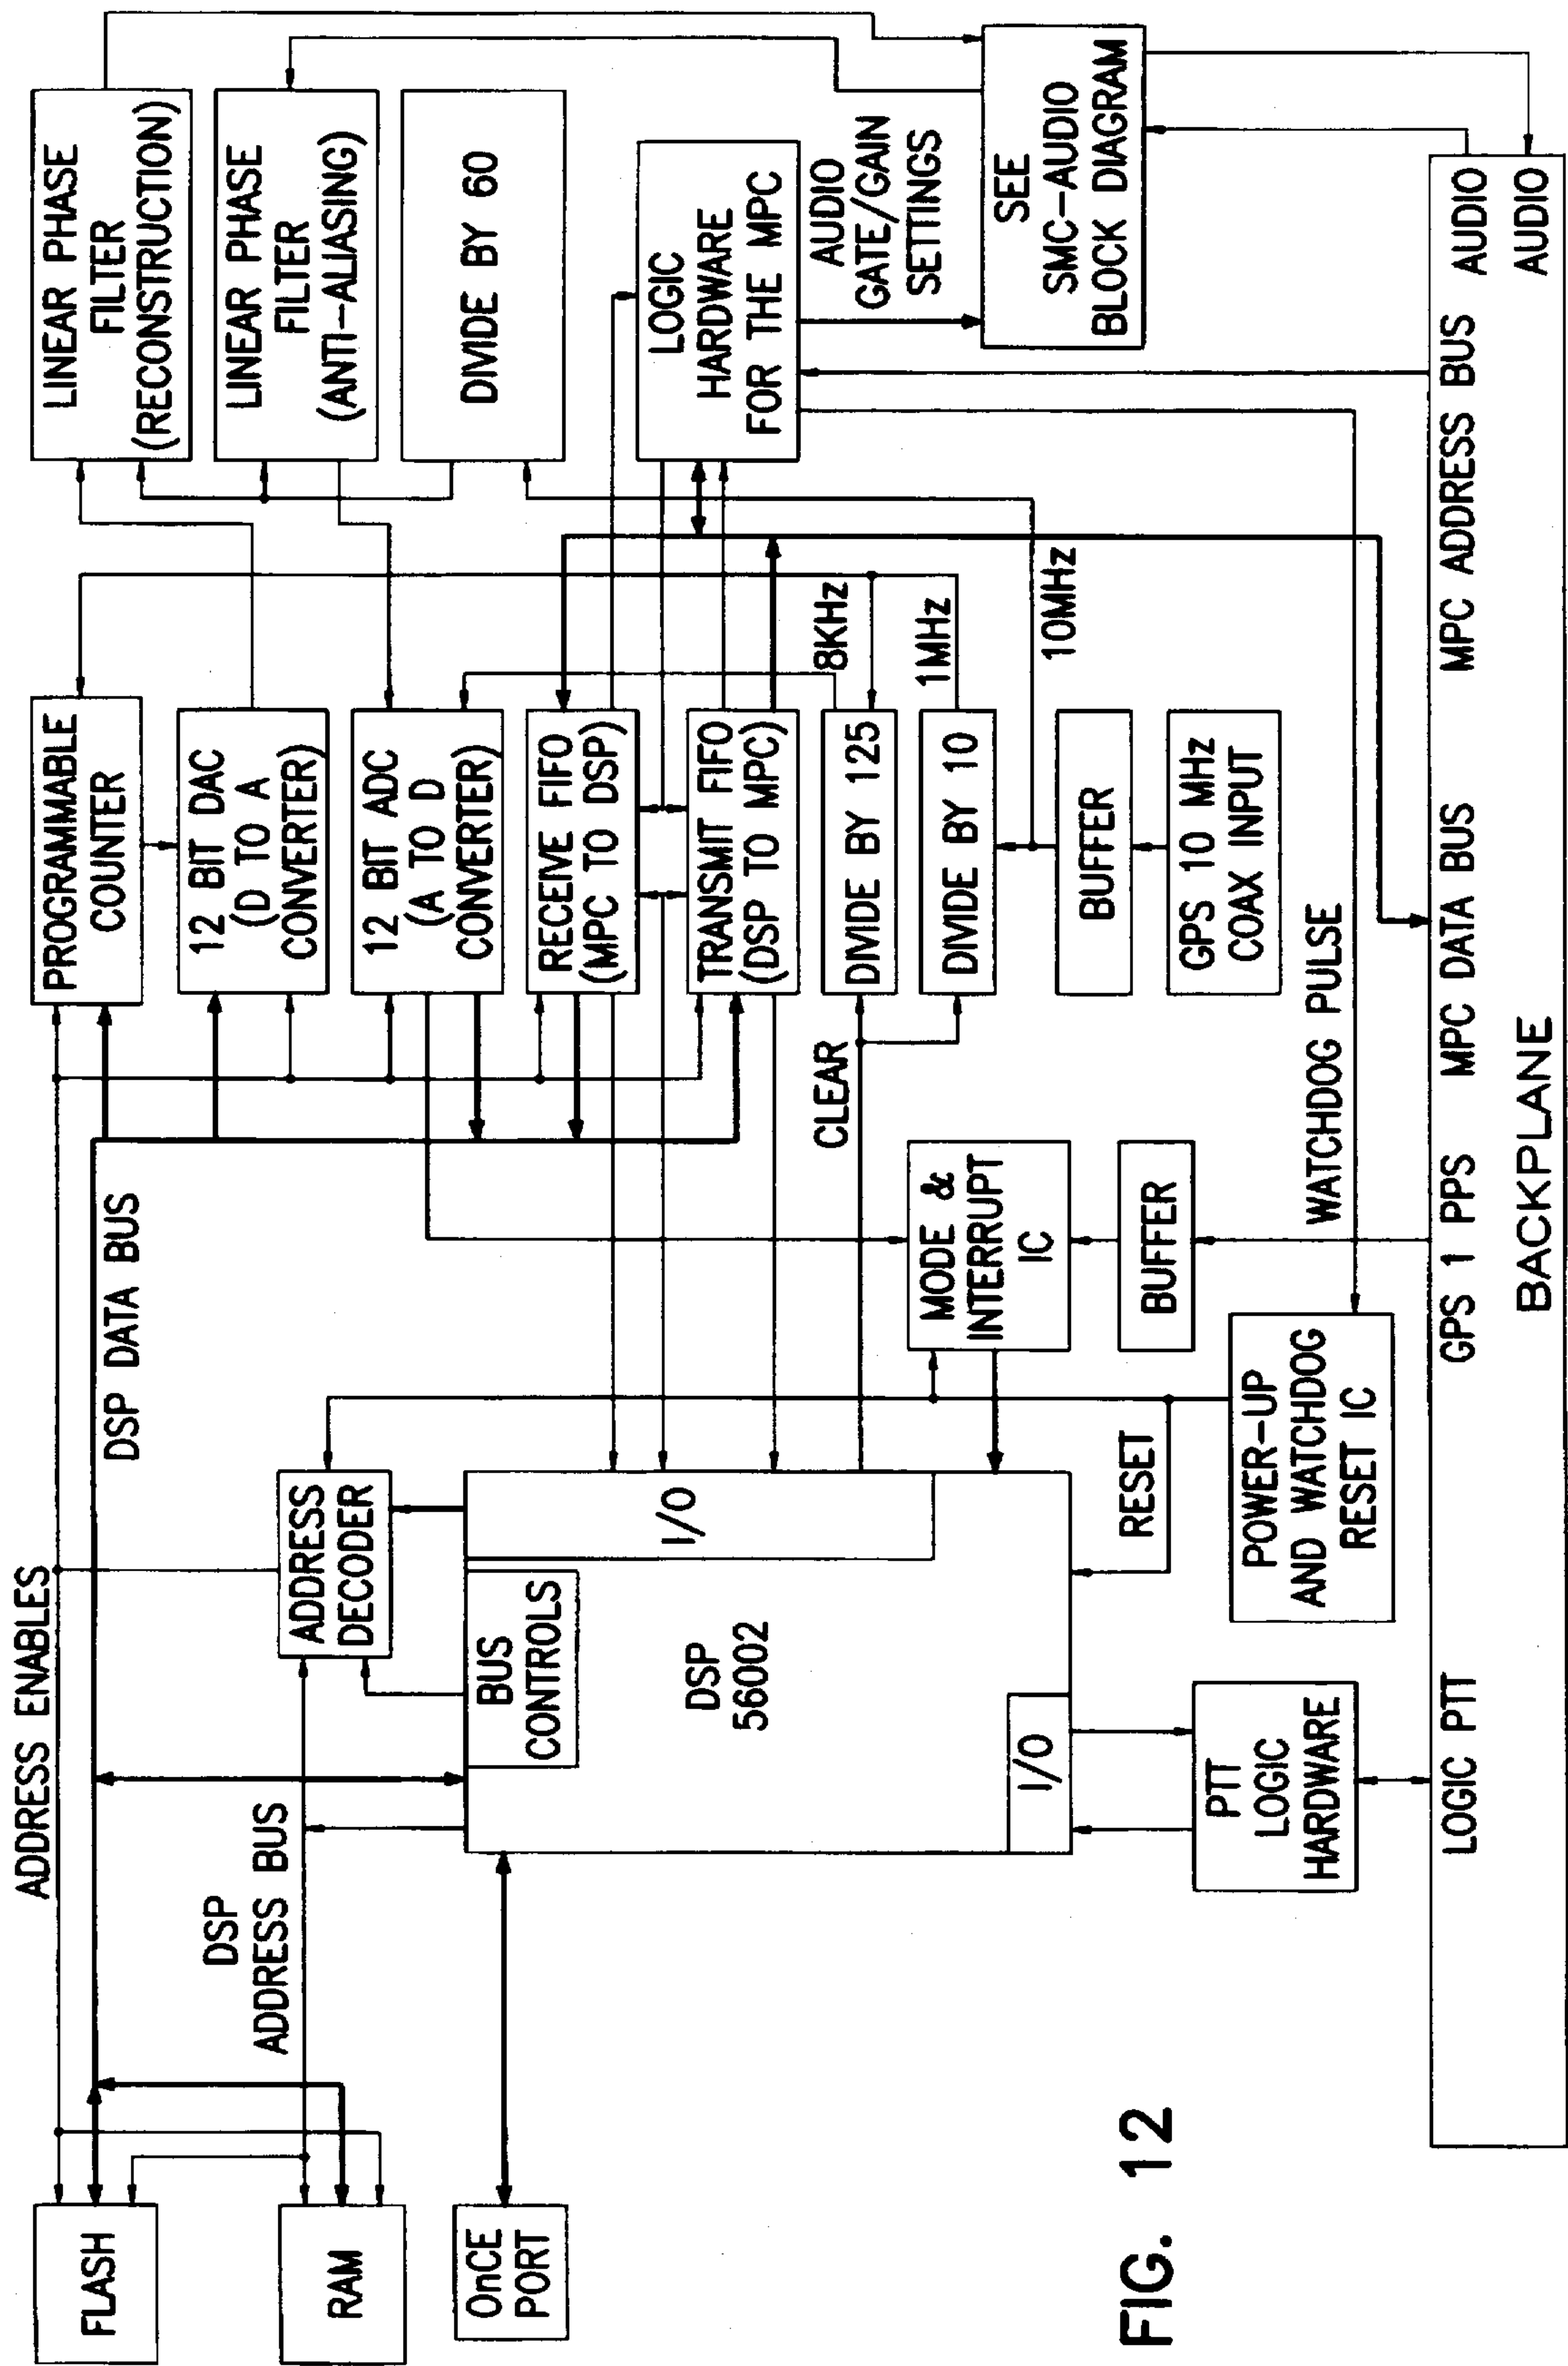 ADDRESS ENABLES
FLASH
DSP DATA BUS
PROGRAMMABLE
COUNTER
LINEAR PHASE
FILTER
(RECONSTRUCTION)
12 BIT DAC
(D TO A
CONVERTER)
LINEAR PHASE
FILTER
(ANTI-ALIASING)
DSP
ADDRESS BUS
RAM
ADDRESS
DECODER
12 BIT ADC
(A TO D
CONVERTER)
DIVIDE BY 60
OnCE
PORT
BUS
CONTROLS
I/O
DSP
56002
I/O
RECEIVE FIFO
(MPC TO DSP)
TRANSMIT FIFO
(DSP TO MPC)
LOGIC
HARDWARE
FOR THE MPC
AUDIO
GATE/GAIN
SETTINGS
CLEAR
DIVIDE BY 125
8KHz
DIVIDE BY 10
1MHz
10MHz
MODE &
INTERRUPT
IC
BUFFER
BUFFER
GPS 10 MHz
COAX INPUT
SEE
SMC-AUDIO
BLOCK DIAGRAM
RESET
PTT
LOGIC
HARDWARE
POWER-UP
AND WATCHDOG
RESET IC
WATCHDOG PULSE
LOGIC PTT
GPS 1 PPS
MPC DATA BUS
MPC ADDRESS BUS
AUDIO
AUDIO
BACKPLANE
FIG. 12